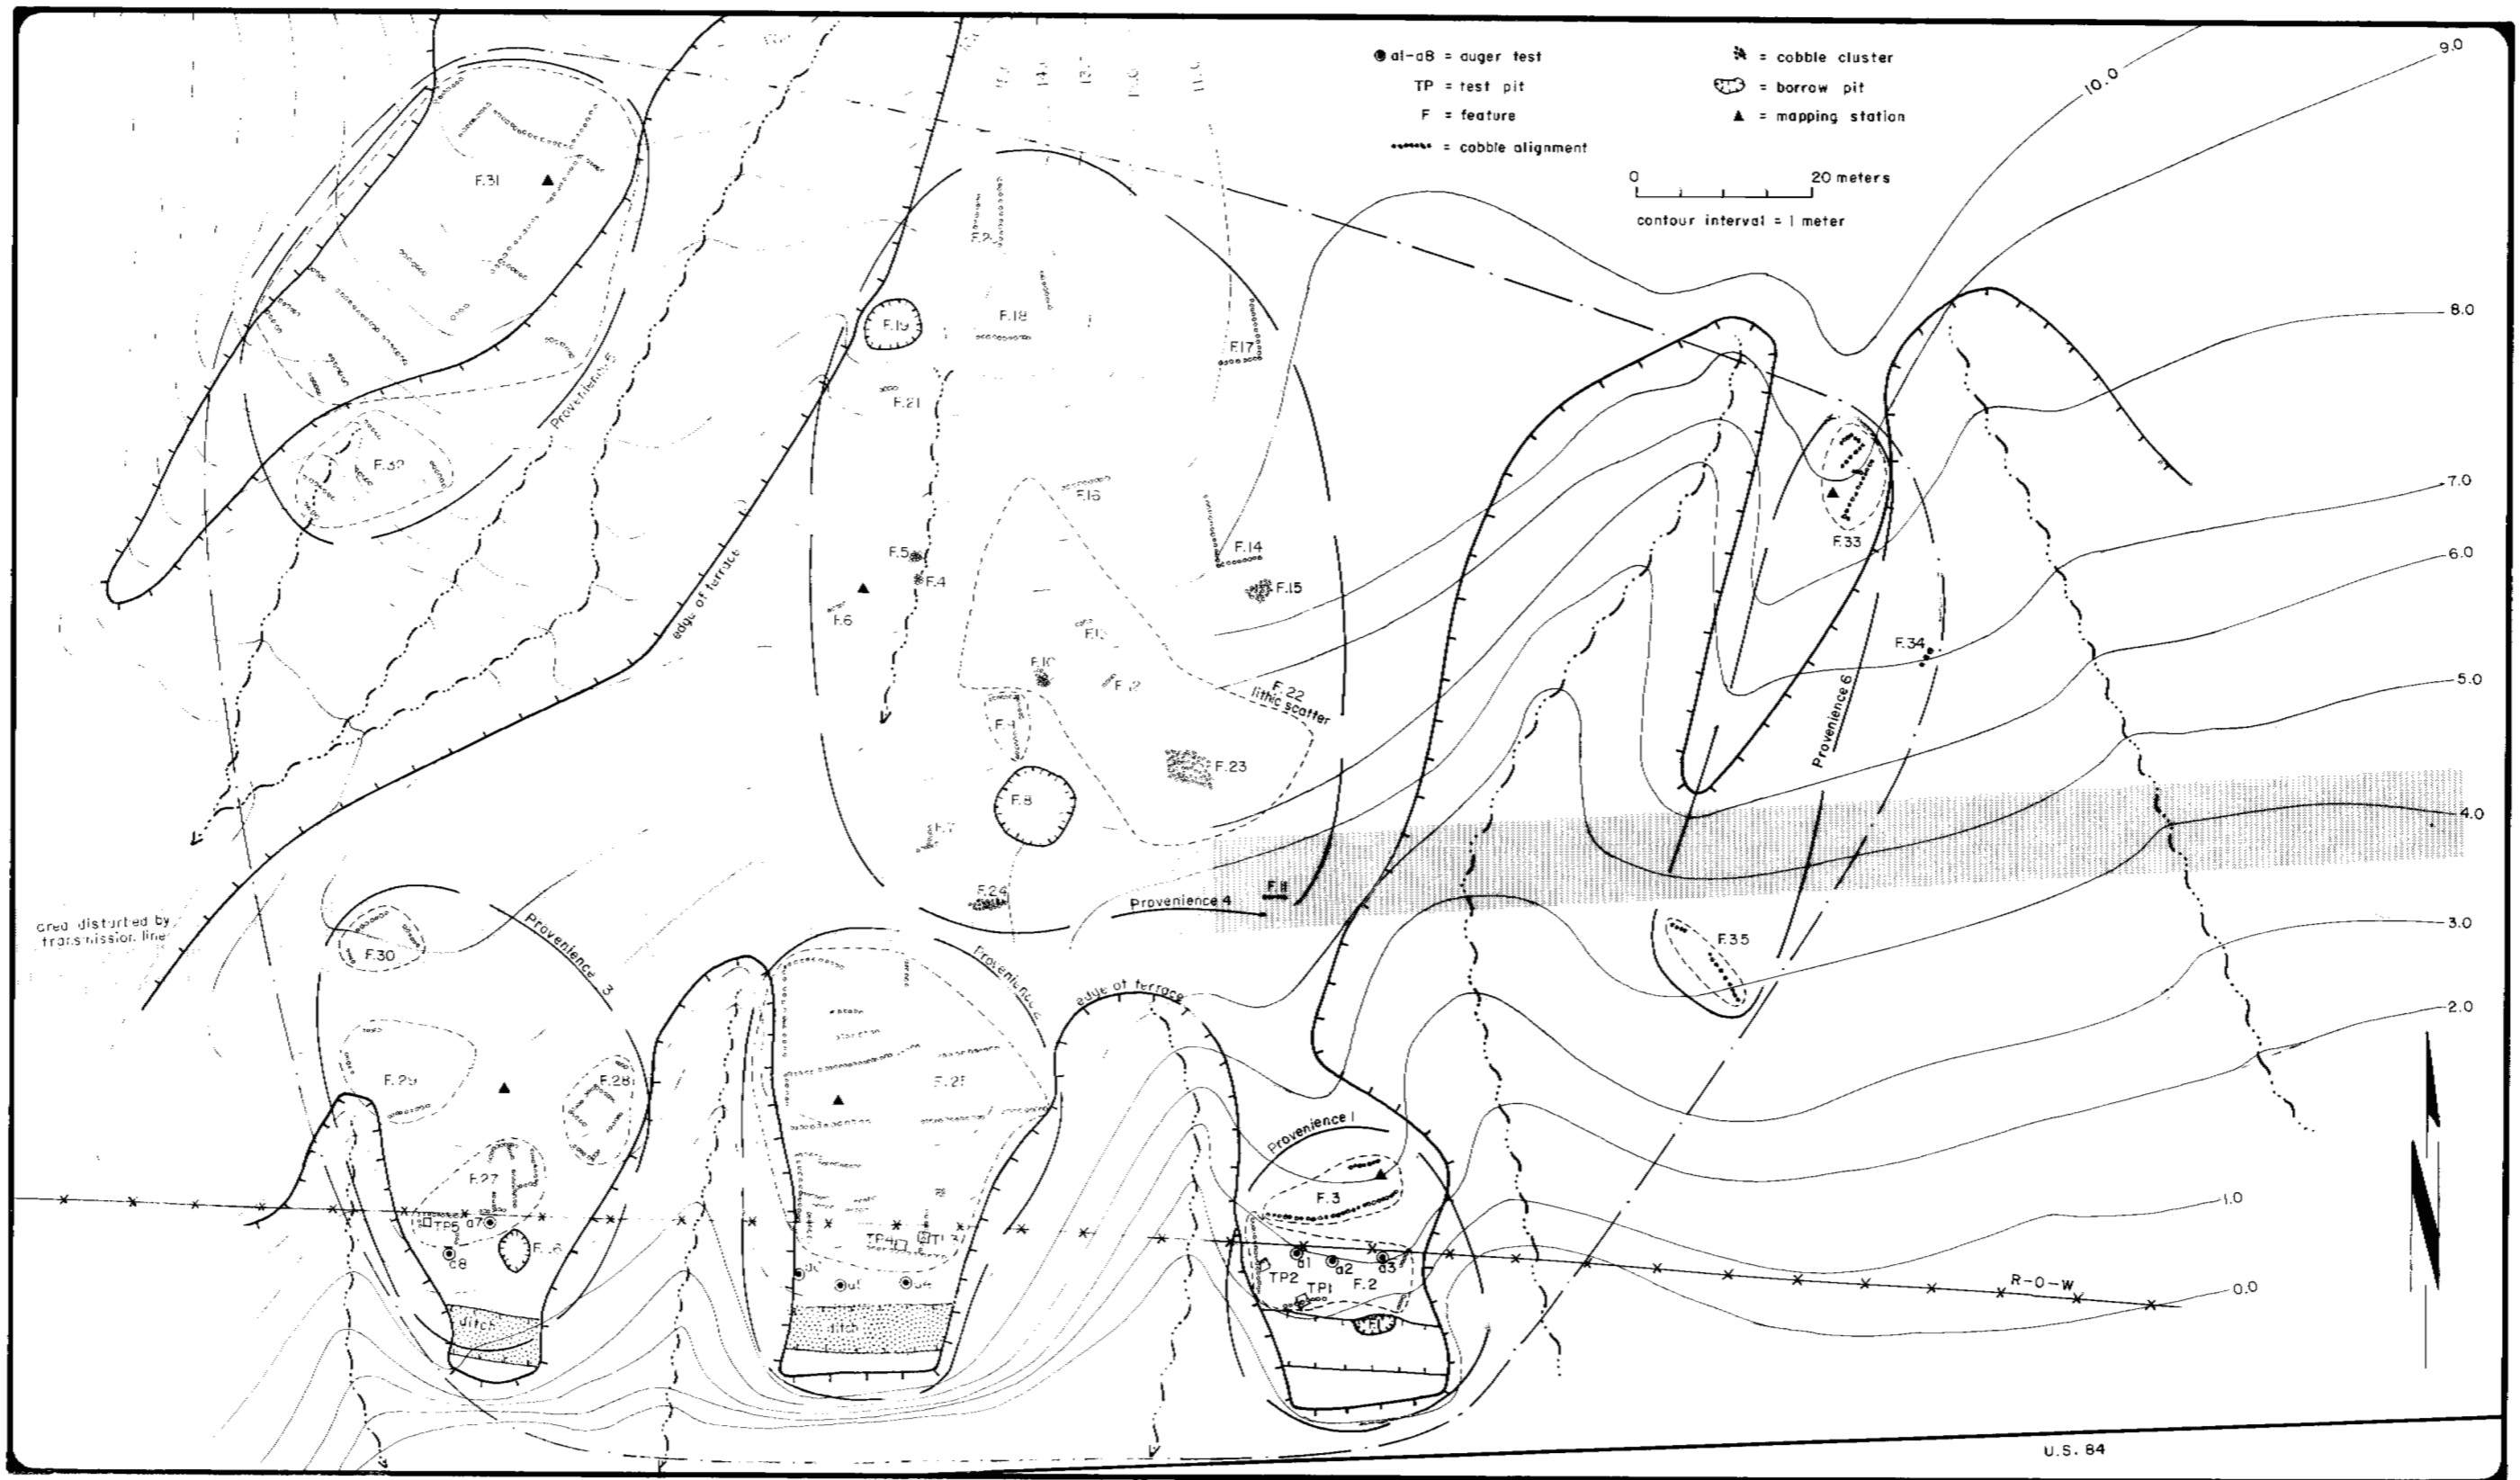 a1-a8 = auger test
TP = test pit
F = feature
= cobble alignment
= cobble cluster
= borrow pit
= mapping station
0 20 meters
contour interval = 1 meter
10.0
9.0
8.0
7.0
6.0
5.0
4.0
3.0
2.0
1.0
0.0
F.31
F.19
F.18
F.17
F.21
Provenience 5
F.16
F.5
F.4
F.6
F.14
F.15
F.33
F.34
edge of terrace
F.10
F.12
F.22
lithic scatter
F.23
F.8
Provenience 6
F.24
Provenience 4
F.11
F.35
area disturbed by
transmission line
F.30
Provenience 3
Provenience 2
edge of terrace
F.29
F.28
Provenience 1
F.27
F.3
TP5 a7
a8
TP4
a1
a2
a3
TP2
TP1
F.2
R-O-W
ditch
ditch
U.S. 84